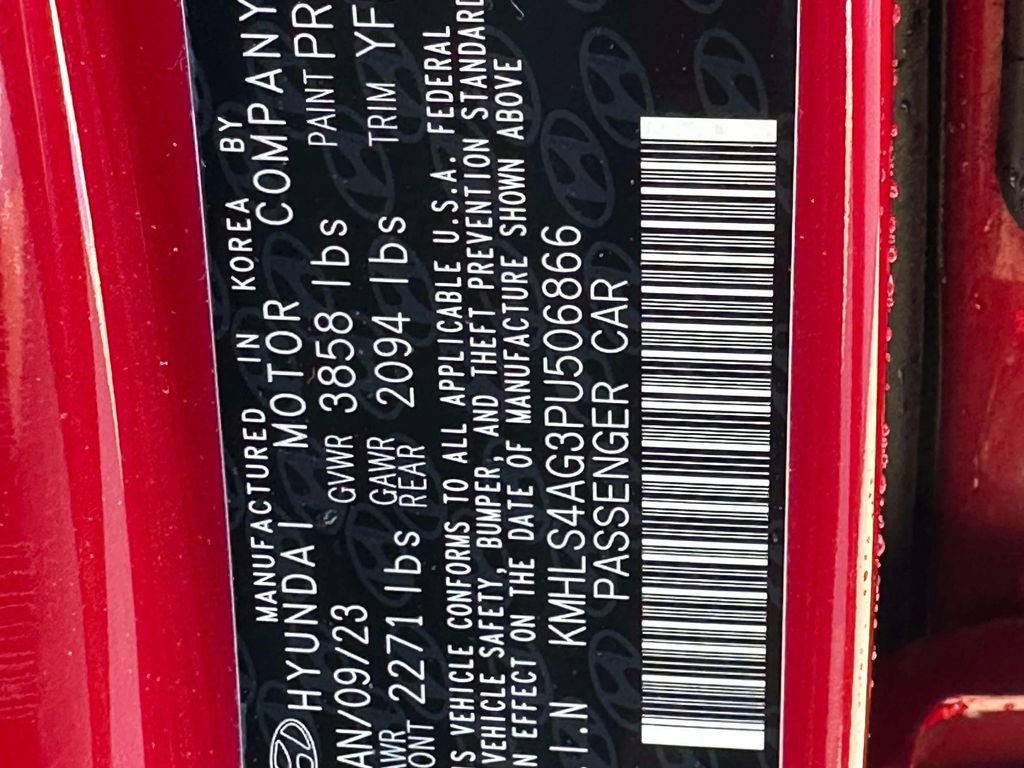 MANUFACTURED IN KOREA BY
HYUNDAI MOTOR COMPANY
AN/09/23 GVWR 3858 lbs PAINT PR
AWR 2271 lbs GAWR 2094 lbs TRIM YF
ONT REAR
IS VEHICLE CONFORMS TO ALL APPLICABLE U.S.A. FEDERAL
VEHICLE SAFETY, BUMPER, AND THEFT PREVENTION STANDARD
N EFFECT ON THE DATE OF MANUFACTURE SHOWN ABOVE
.I.N KMHLS4AG3PU506866
PASSENGER CAR